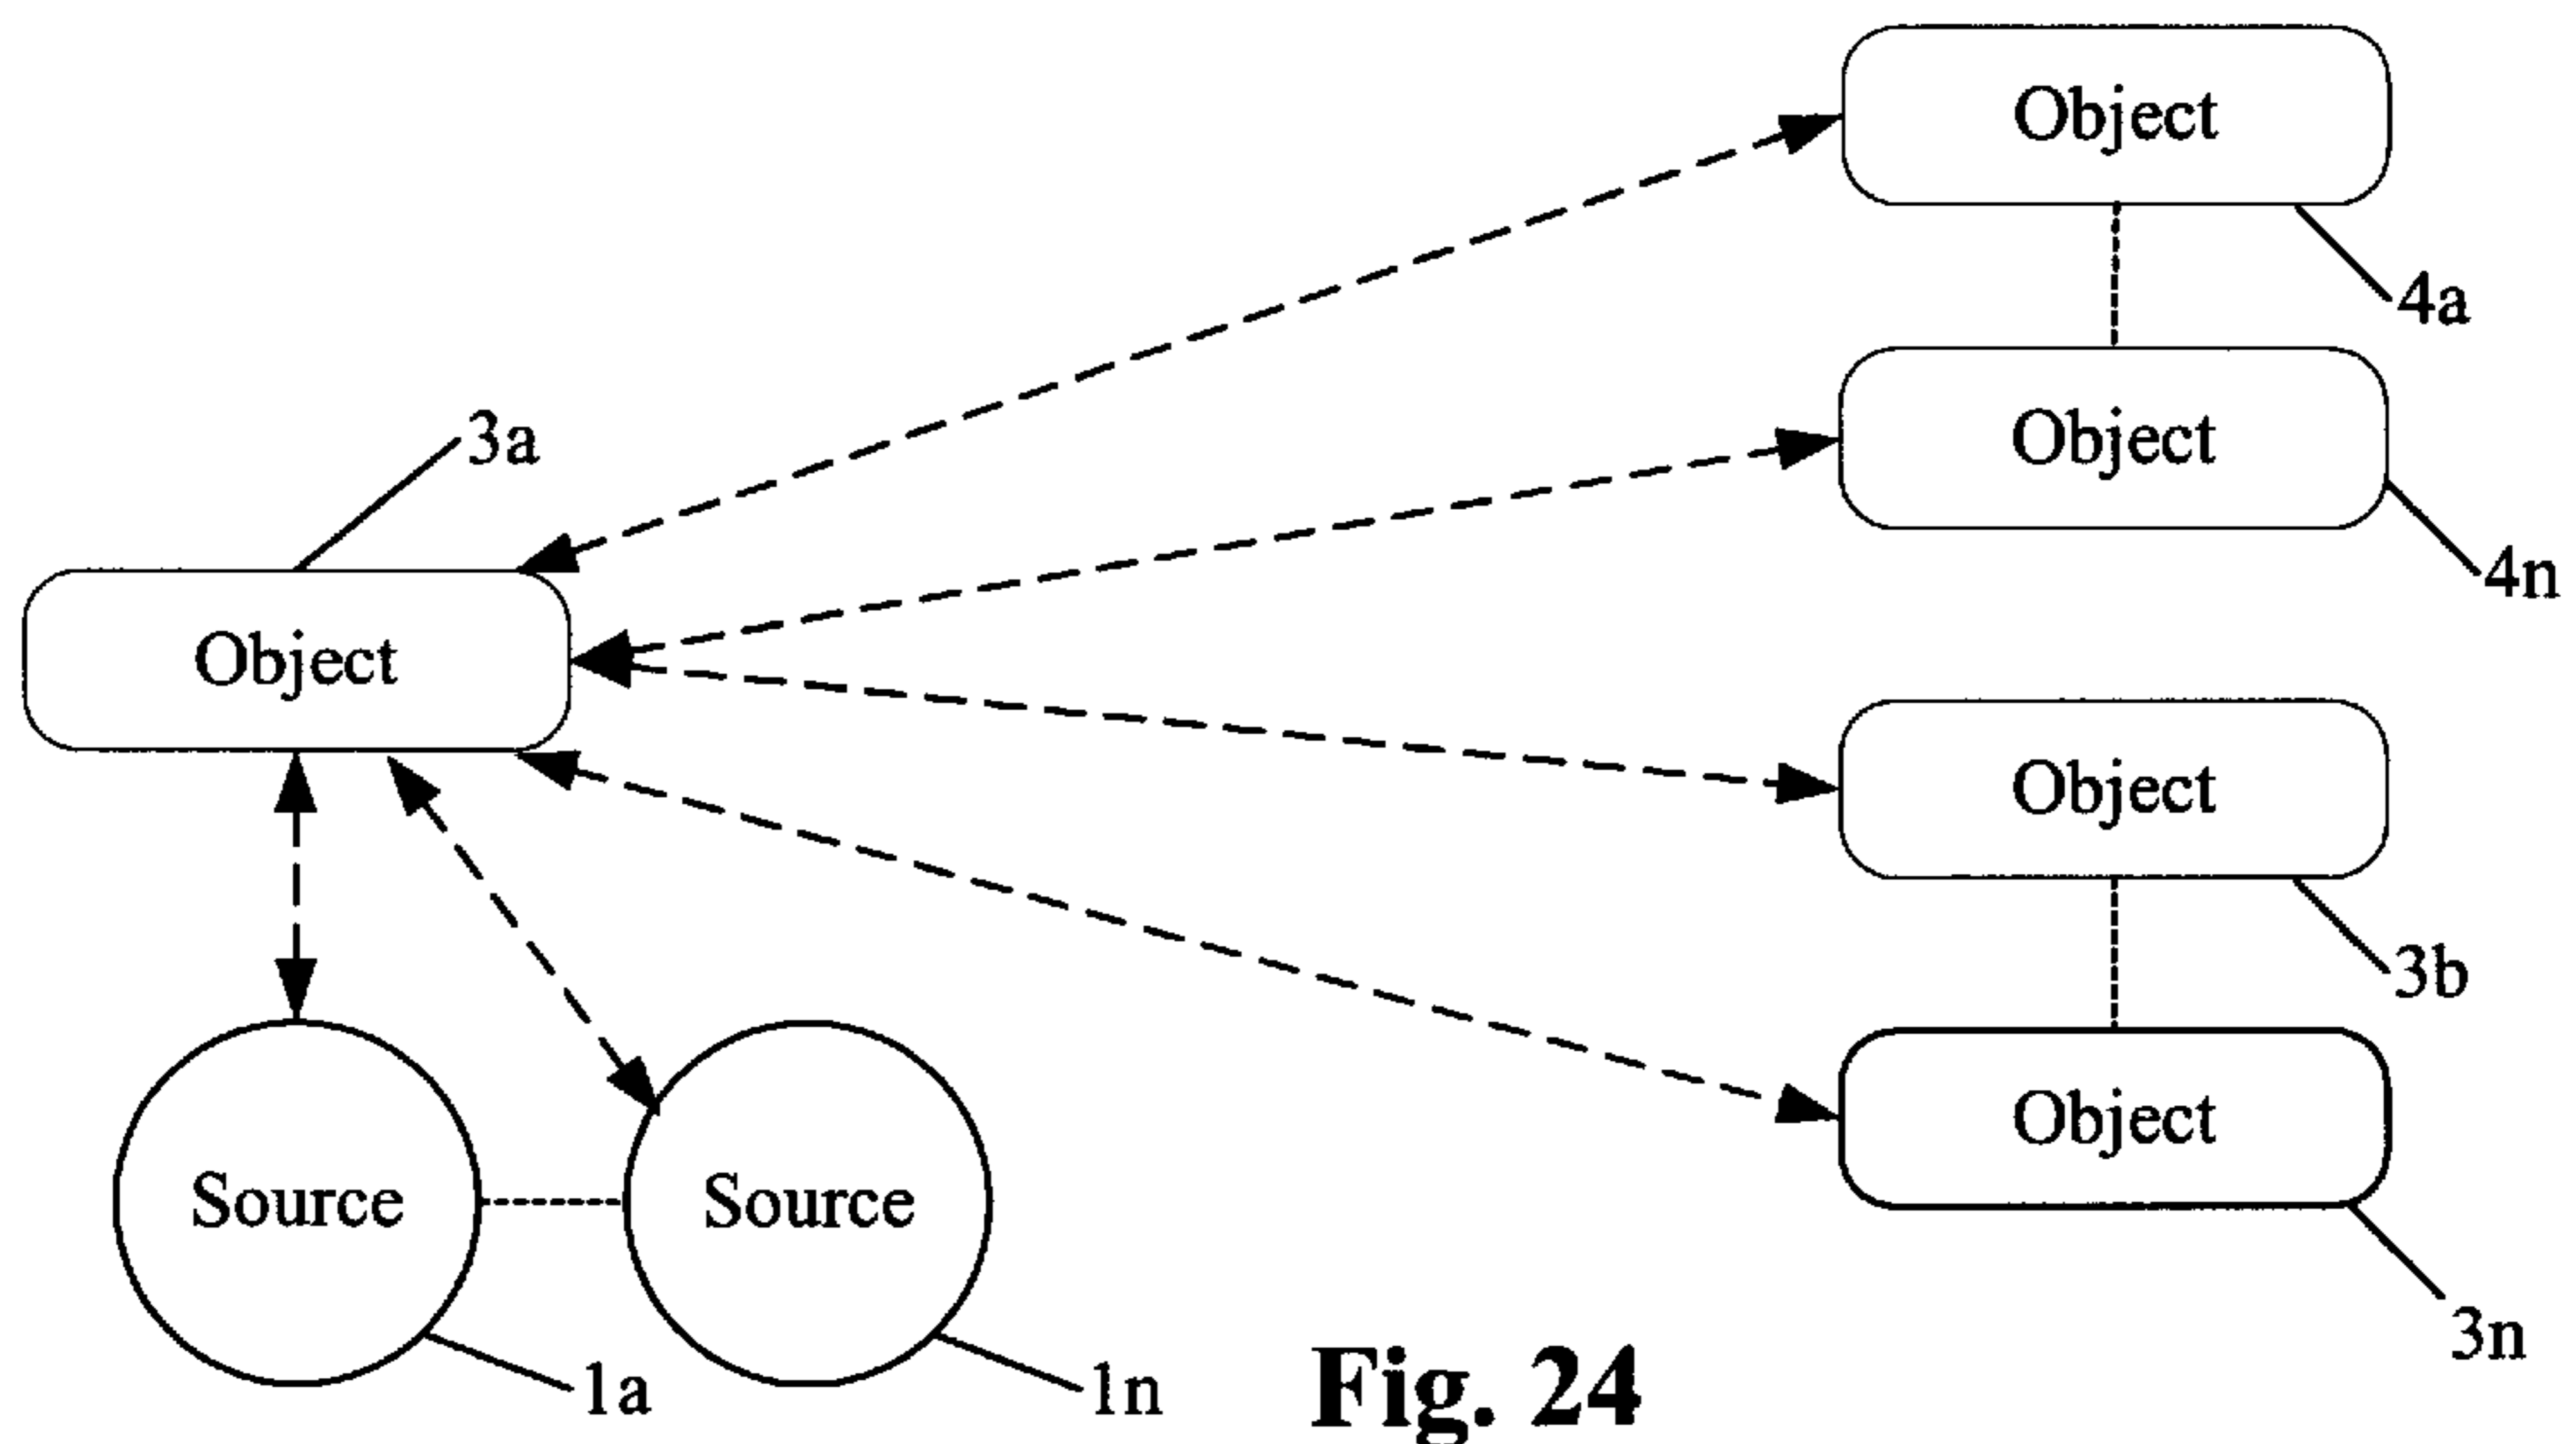 Object
4a
3a
Object
4n
Object
Object
3b
Object
Source
Source
3n
1a
1n
Fig. 24